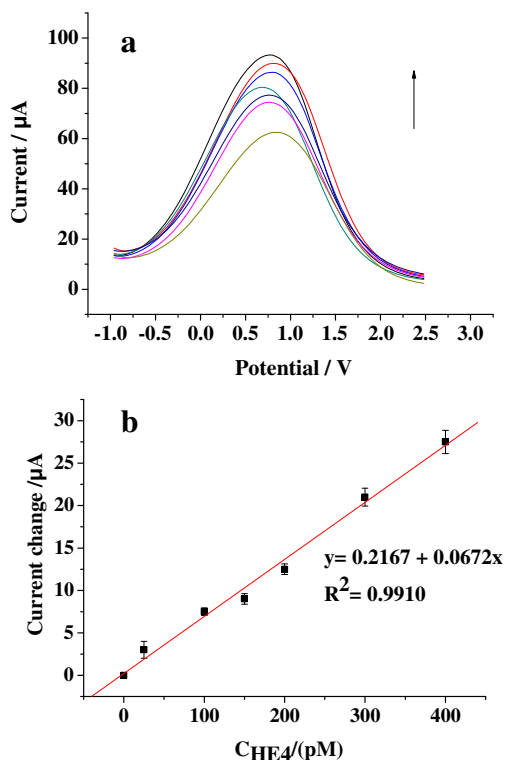 a
100
80
60
40
20
0
Current / µA
-1.0 -0.5 0.0 0.5 1.0 1.5 2.0 2.5 3.0
Potential / V
b
30
25
20
15
10
5
0
Current change /µA
y= 0.2167 + 0.0672x
R2= 0.9910
0 100 200 300 400
CHE4/(pM)